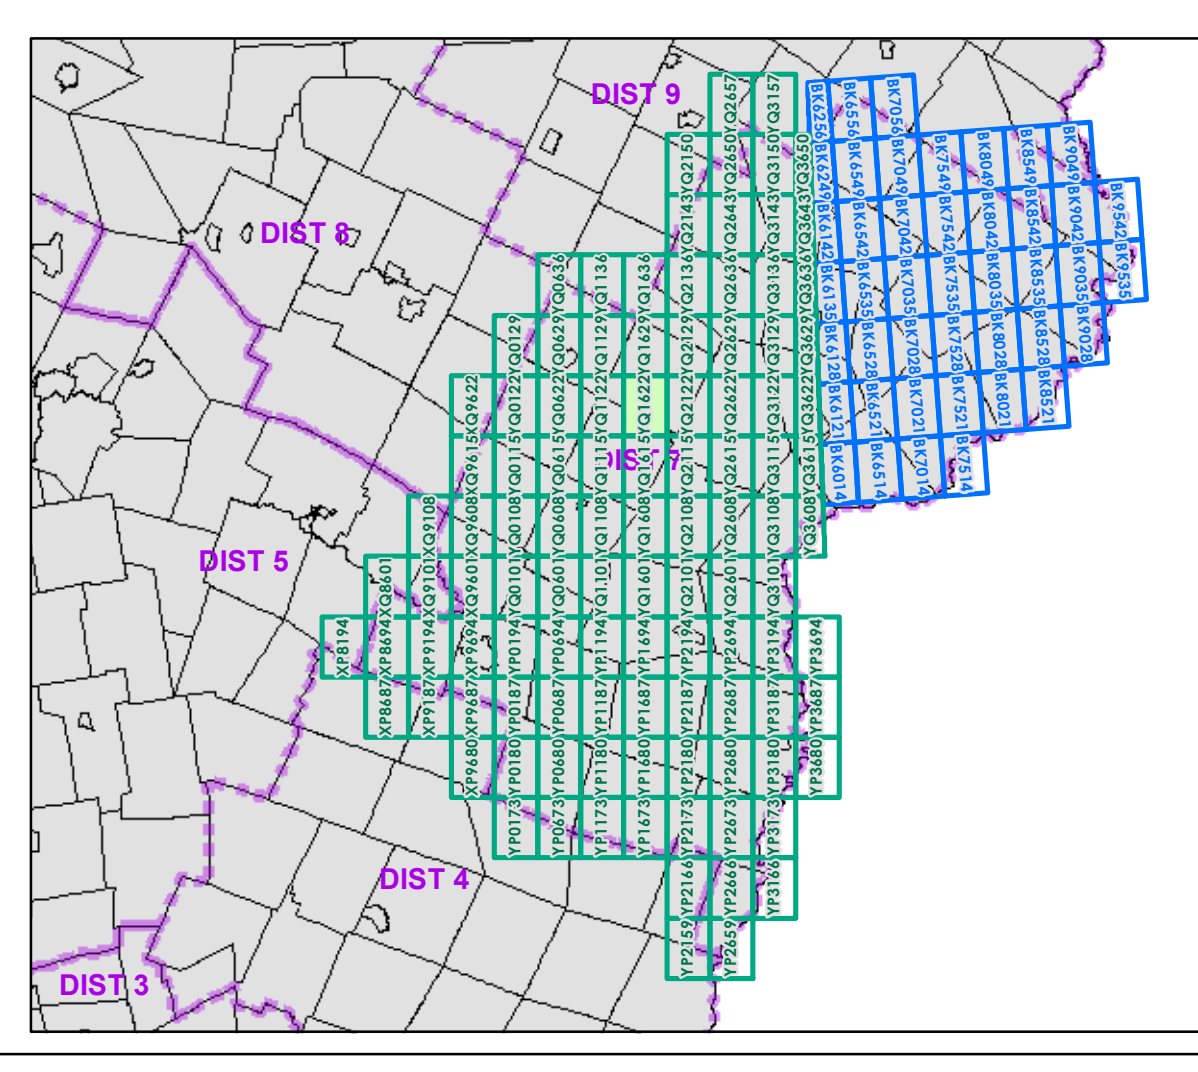 DIST 9
DIST 8
DIST 7
DIST 5
DIST 4
DIST 3
YQ2657 YQ3157
YQ2150 YQ2650 YQ3150 YQ3650
YQ2143 YQ2643 YQ3143 YQ3643
YQ0636 YQ1136 YQ1636 YQ2136 YQ2636 YQ3136 YQ3636
YQ0129 YQ0629 YQ1129 YQ1629 YQ2129 YQ2629 YQ3129 YQ3629
XQ9622 YQ0122 YQ0622 YQ1122 YQ2122 YQ2622 YQ3122 YQ3622
XQ9615 YQ0115 YQ0615 YQ1115 YQ1615 YQ2115 YQ2615 YQ3115 YQ3615
XQ9108 XQ9608 YQ0108 YQ0608 YQ1108 YQ1608 YQ2108 YQ2608 YQ3108 YQ3608
XQ8601 XQ9101 XQ9601 YQ0101 YQ0601 YQ1101 YQ1601 YQ2101 YQ2601 YQ3101
XP8194 XP8694 XP9194 XP9694 YP0194 YP0694 YP1194 YP1694 YP2194 YP2694 YP3194 YP3694
XP8687 XP9187 XP9687 YP0187 YP0687 YP1187 YP1687 YP2187 YP2687 YP3187 YP3687
XP9680 YP0180 YP0680 YP1180 YP1680 YP2180 YP2680 YP3180 YP3680
YP0173 YP0673 YP1173 YP1673 YP2173 YP2673 YP3173
YP2166 YP2666 YP3166
YP2159 YP2659
BK6256 BK6556 BK7056
BK6249 BK6549 BK7049 BK7549 BK8049 BK8549 BK9049
BK6142 BK6542 BK7042 BK7542 BK8042 BK8542 BK9042 BK9542
BK6135 BK6535 BK7035 BK7535 BK8035 BK8535 BK9035 BK9535
BK6128 BK6528 BK7028 BK7528 BK8028 BK8528 BK9028
BK6121 BK6521 BK7021 BK7521 BK8021 BK8521
BK6014 BK6514 BK7014 BK7514